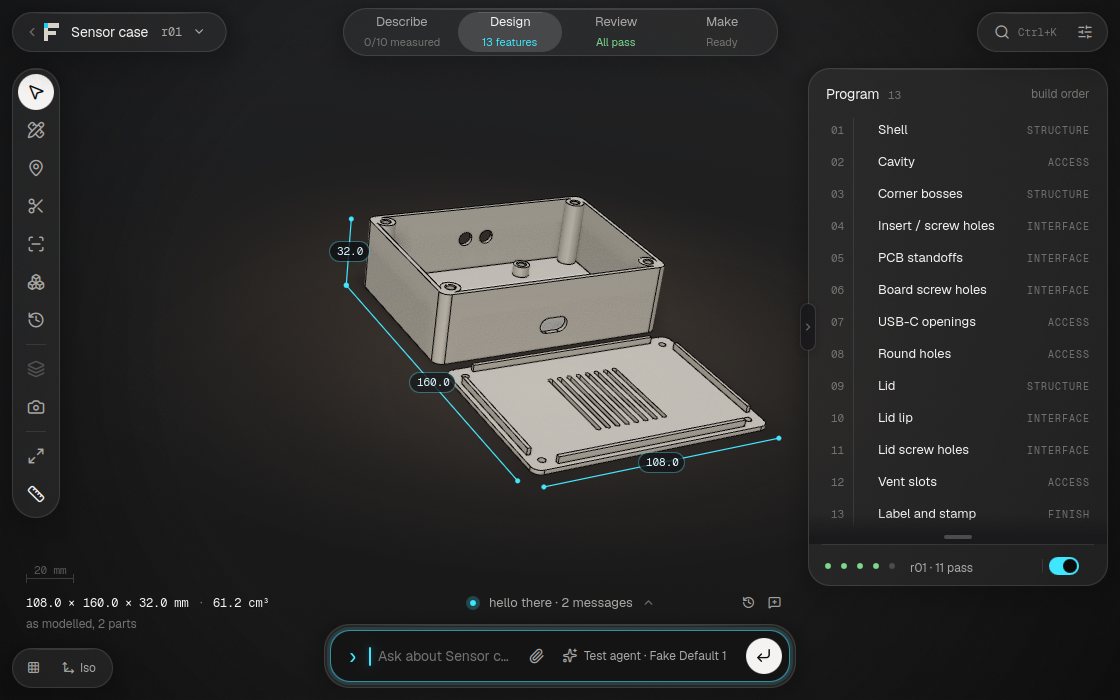 Sensor case r01
Describe
0/10 measured
Design
13 features
Review
All pass
Make
Ready
Ctrl+K
Program 13 build order
01 Shell STRUCTURE
02 Cavity ACCESS
03 Corner bosses STRUCTURE
04 Insert / screw holes INTERFACE
05 PCB standoffs INTERFACE
06 Board screw holes INTERFACE
07 USB-C openings ACCESS
08 Round holes ACCESS
09 Lid STRUCTURE
10 Lid lip INTERFACE
11 Lid screw holes INTERFACE
12 Vent slots ACCESS
13 Label and stamp FINISH
r01 · 11 pass
32.0
160.0
108.0
20 mm
108.0 × 160.0 × 32.0 mm · 61.2 cm³
as modelled, 2 parts
hello there · 2 messages
Ask about Sensor c…
Test agent · Fake Default 1
Iso